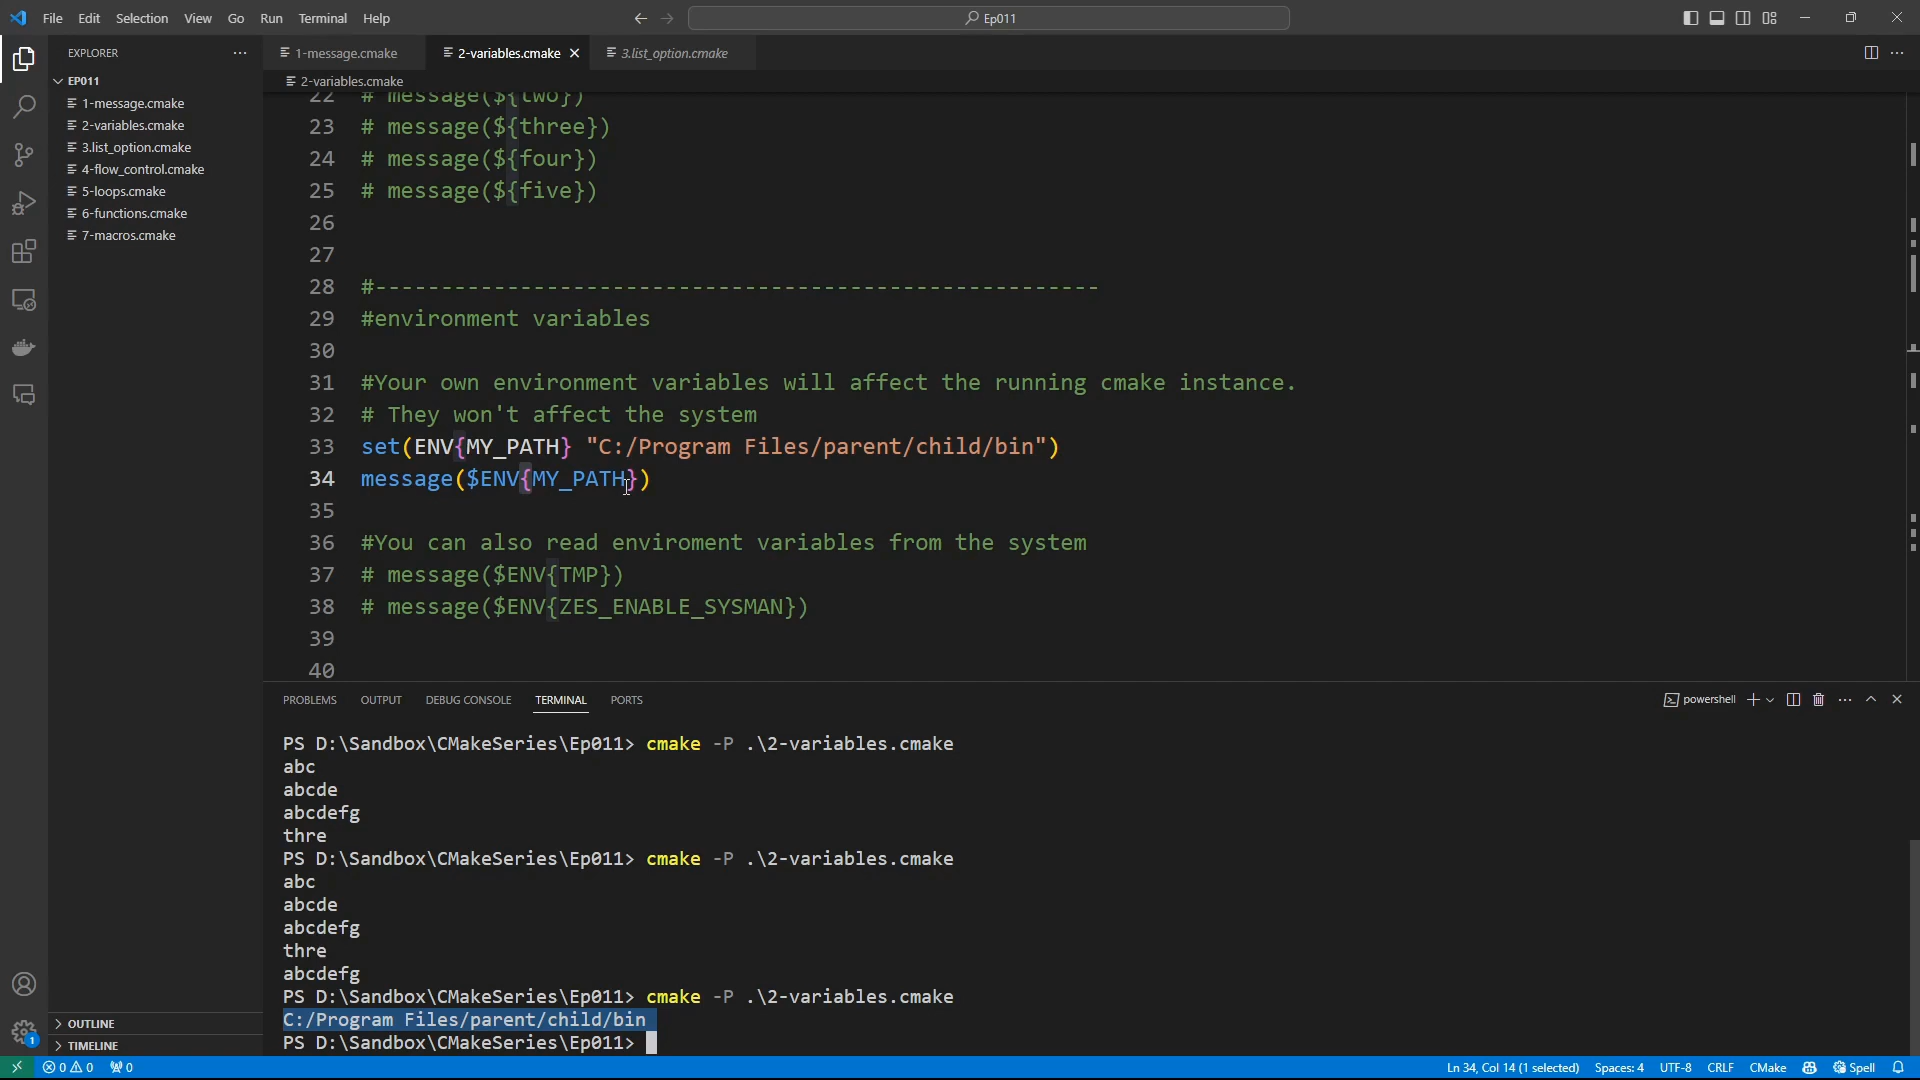 File Edit Selection View Go Run Terminal Help
Ep011
EXPLORER
1-message.cmake
2-variables.cmake
3.list_option.cmake
EP011
2-variables.cmake
1-message.cmake
2-variables.cmake
3.list_option.cmake
4-flow_control.cmake
5-loops.cmake
6-functions.cmake
7-macros.cmake
22 # message(${two})
23 # message(${three})
24 # message(${four})
25 # message(${five})
26
27
28 #-------------------------------------------------------
29 #environment variables
30
31 #Your own environment variables will affect the running cmake instance.
32 # They won't affect the system
33 set(ENV{MY_PATH} "C:/Program Files/parent/child/bin")
34 message($ENV{MY_PATH})
35
36 #You can also read enviroment variables from the system
37 # message($ENV{TMP})
38 # message($ENV{ZES_ENABLE_SYSMAN})
39
40
PROBLEMS OUTPUT DEBUG CONSOLE TERMINAL PORTS
powershell
PS D:\Sandbox\CMakeSeries\Ep011> cmake -P .\2-variables.cmake
abc
abcde
abcdefg
thre
PS D:\Sandbox\CMakeSeries\Ep011> cmake -P .\2-variables.cmake
abc
abcde
abcdefg
thre
abcdefg
PS D:\Sandbox\CMakeSeries\Ep011> cmake -P .\2-variables.cmake
C:/Program Files/parent/child/bin
PS D:\Sandbox\CMakeSeries\Ep011>
OUTLINE
TIMELINE
1
0 0 0
Ln 34, Col 14 (1 selected) Spaces: 4 UTF-8 CRLF CMake Spell